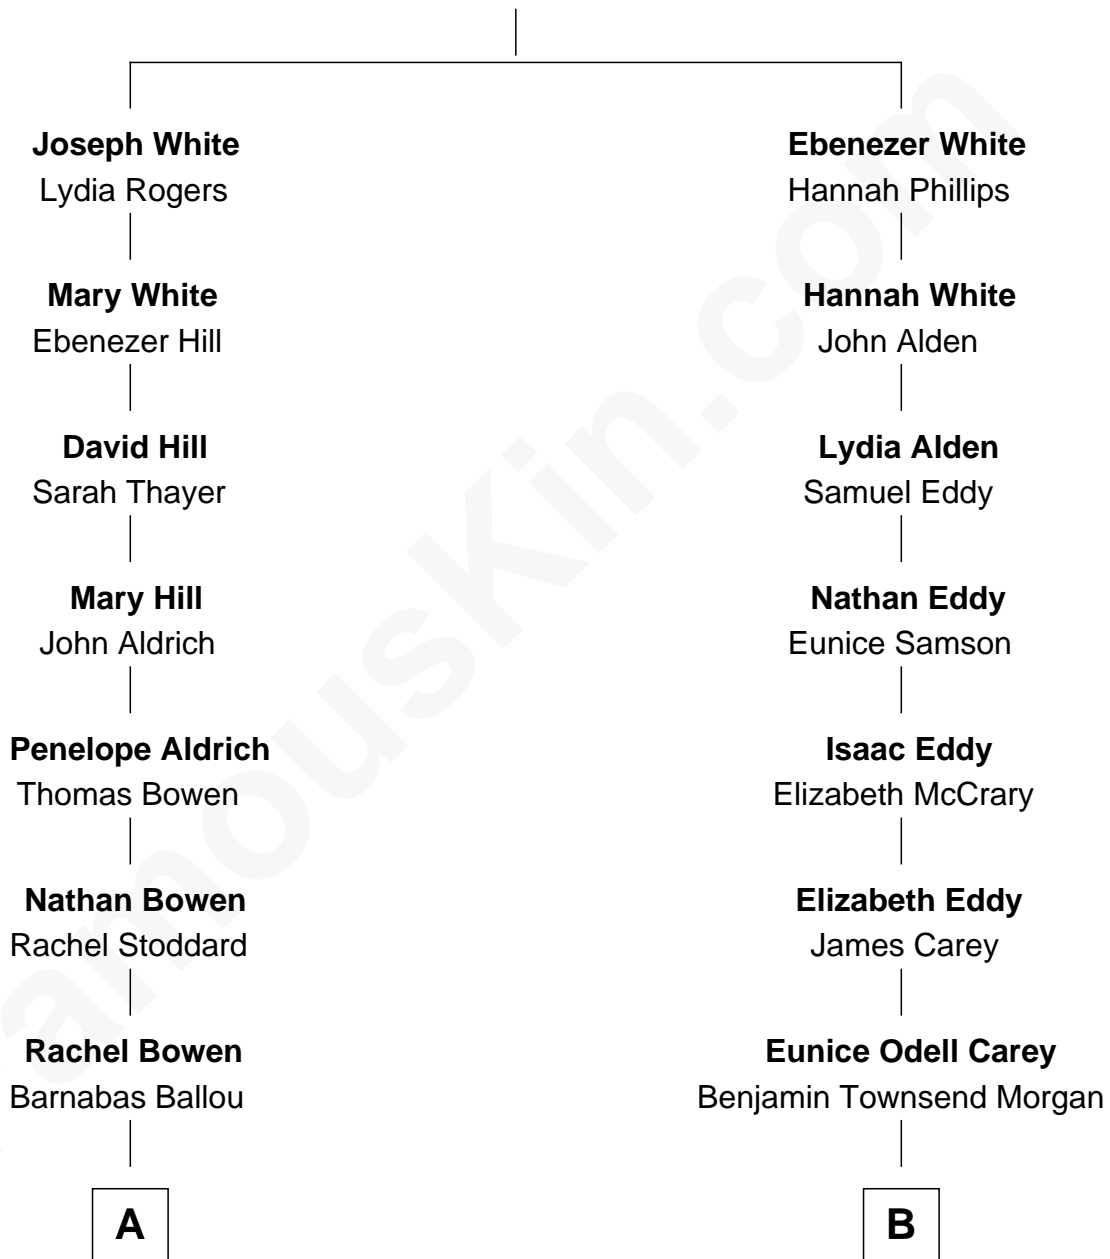 Joseph White
Lydia Rogers
Mary White
Ebenezer Hill
David Hill
Sarah Thayer
Mary Hill
John Aldrich
Penelope Aldrich
Thomas Bowen
Nathan Bowen
Rachel Stoddard
Rachel Bowen
Barnabas Ballou
A
Ebenezer White
Hannah Phillips
Hannah White
John Alden
Lydia Alden
Samuel Eddy
Nathan Eddy
Eunice Samson
Isaac Eddy
Elizabeth McCrary
Elizabeth Eddy
James Carey
Eunice Odell Carey
Benjamin Townsend Morgan
B
amouskin.com